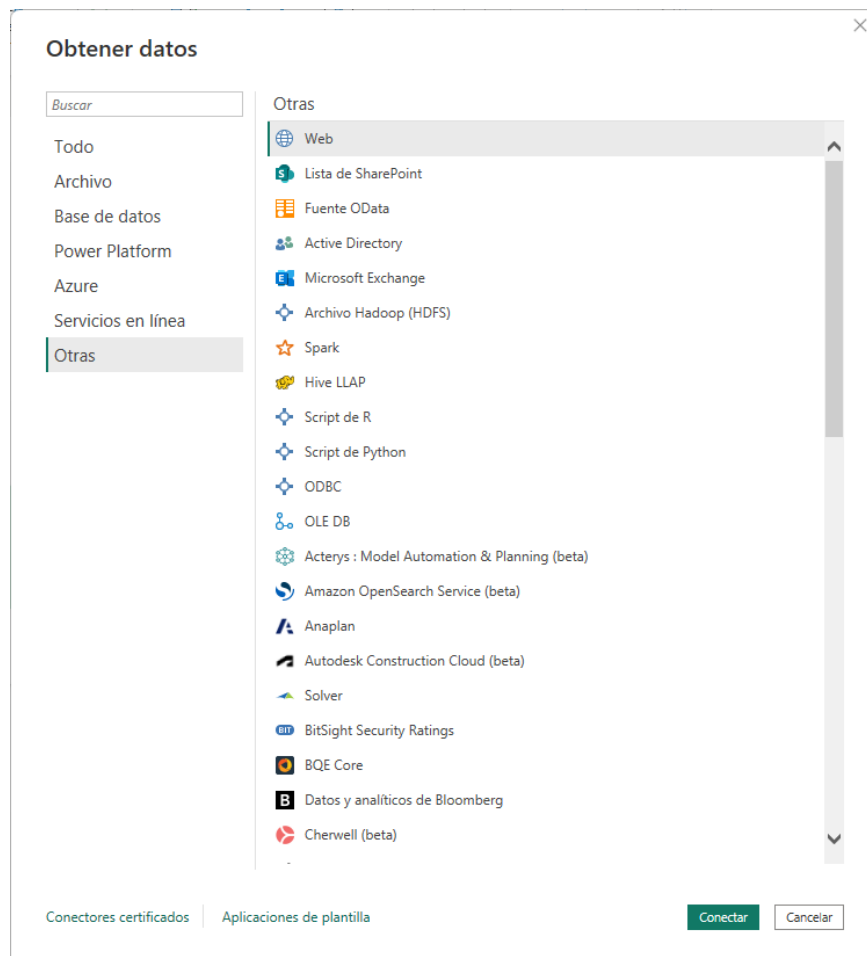 Obtener datos
Buscar
Todo
Archivo
Base de datos
Power Platform
Azure
Servicios en línea
Otras
Otras
Web
Lista de SharePoint
Fuente OData
Active Directory
Microsoft Exchange
Archivo Hadoop (HDFS)
Spark
Hive LLAP
Script de R
Script de Python
ODBC
OLE DB
Acterys : Model Automation & Planning (beta)
Amazon OpenSearch Service (beta)
Anaplan
Autodesk Construction Cloud (beta)
Solver
BIT BitSight Security Ratings
BQE Core
B Datos y analíticos de Bloomberg
Cherwell (beta)
Conectores certificados Aplicaciones de plantilla Conectar Cancelar